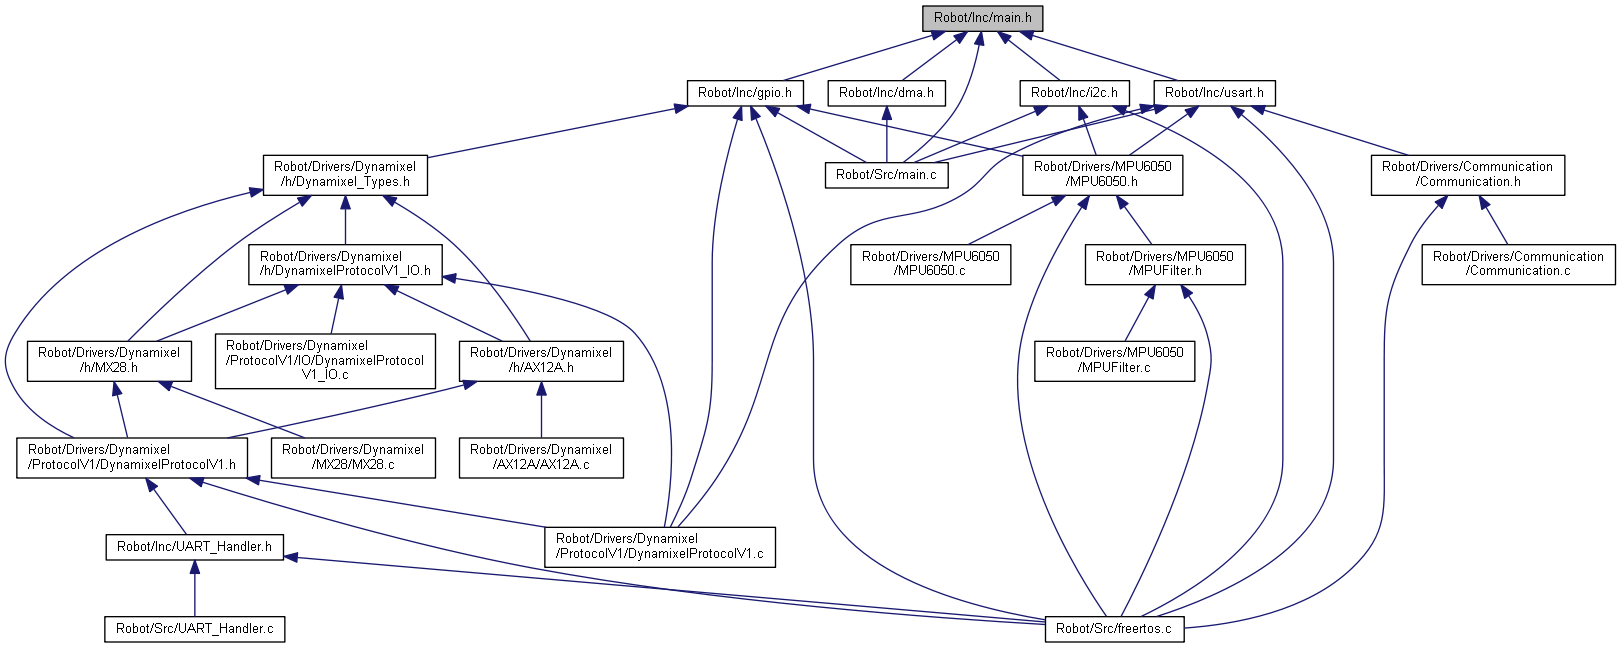 Robot/Inc/main.h
Robot/Inc/gpio.h
Robot/Inc/dma.h
Robot/Inc/i2c.h
Robot/Inc/usart.h
Robot/Drivers/Dynamixel
/h/Dynamixel_Types.h
Robot/Src/main.c
Robot/Drivers/MPU6050
/MPU6050.h
Robot/Drivers/Communication
/Communication.h
Robot/Drivers/Dynamixel
/h/DynamixelProtocolV1_IO.h
Robot/Drivers/MPU6050
/MPU6050.c
Robot/Drivers/MPU6050
/MPUFilter.h
Robot/Drivers/Communication
/Communication.c
Robot/Drivers/Dynamixel
/h/MX28.h
Robot/Drivers/Dynamixel
/ProtocolV1/IO/DynamixelProtocol
V1_IO.c
Robot/Drivers/Dynamixel
/h/AX12A.h
Robot/Drivers/MPU6050
/MPUFilter.c
Robot/Drivers/Dynamixel
/ProtocolV1/DynamixelProtocolV1.h
Robot/Drivers/Dynamixel
/MX28/MX28.c
Robot/Drivers/Dynamixel
/AX12A/AX12A.c
Robot/Inc/UART_Handler.h
Robot/Drivers/Dynamixel
/ProtocolV1/DynamixelProtocolV1.c
Robot/Src/UART_Handler.c
Robot/Src/freertos.c